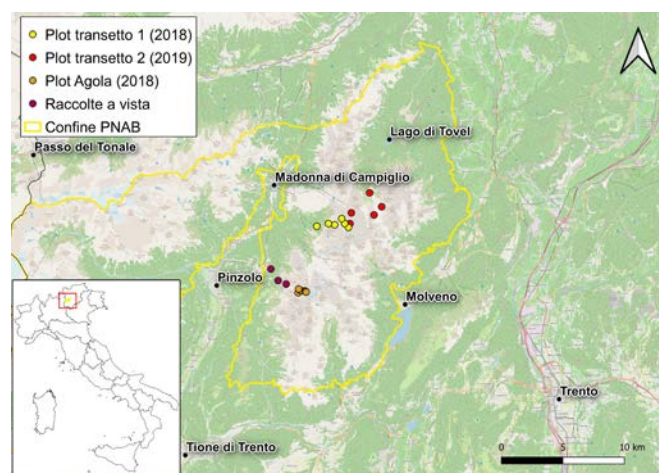 Plot transetto 1 (2018)
Plot transetto 2 (2019)
Plot Agola (2018)
Raccolte a vista
Confine PNAB
Passo del Tonale
Lago di Tovel
Madonna di Campiglio
Pinzolo
Molveno
Trento
Tione di Trento
0 5 10 km